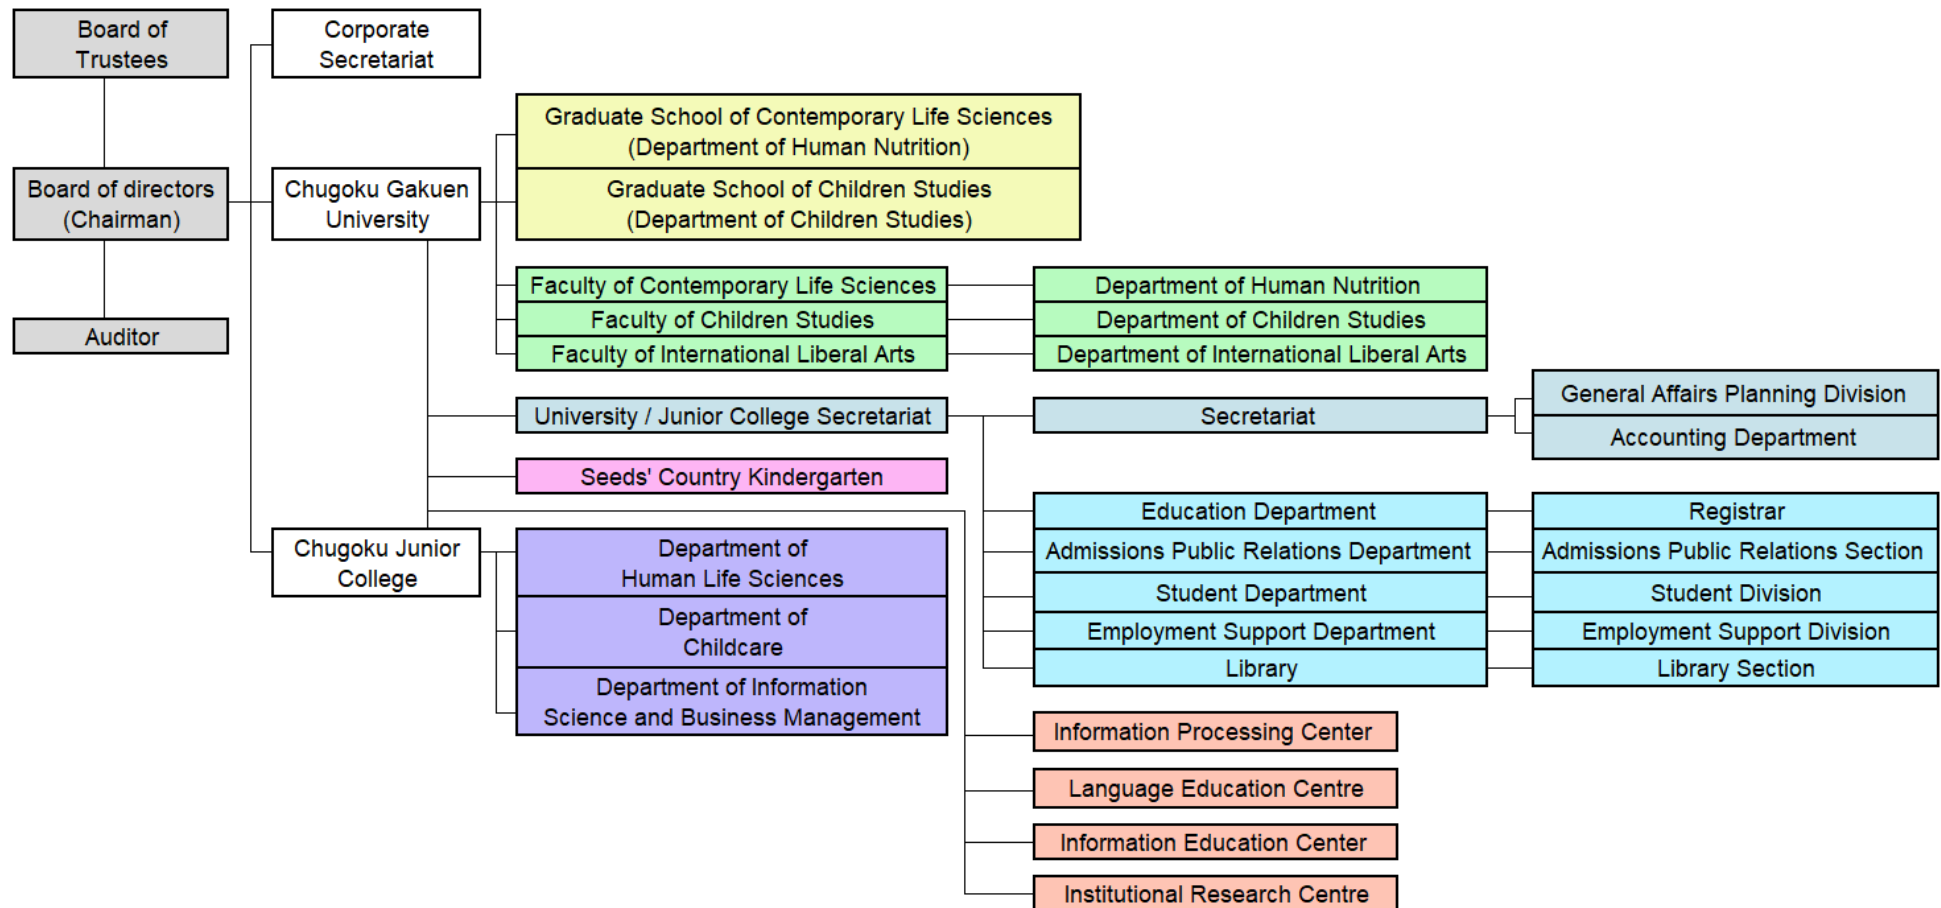 Board of
Trustees
Corporate
Secretariat
Graduate School of Contemporary Life Sciences
(Department of Human Nutrition)
Board of directors
(Chairman)
Chugoku Gakuen
University
Graduate School of Children Studies
(Department of Children Studies)
Faculty of Contemporary Life Sciences
Department of Human Nutrition
Faculty of Children Studies
Department of Children Studies
Auditor
Faculty of International Liberal Arts
Department of International Liberal Arts
General Affairs Planning Division
University / Junior College Secretariat
Secretariat
Accounting Department
Seeds' Country Kindergarten
Education Department
Registrar
Chugoku Junior
College
Department of
Human Life Sciences
Admissions Public Relations Department
Admissions Public Relations Section
Student Department
Student Division
Department of
Childcare
Employment Support Department
Employment Support Division
Library
Library Section
Department of Information
Science and Business Management
Information Processing Center
Language Education Centre
Information Education Center
Institutional Research Centre